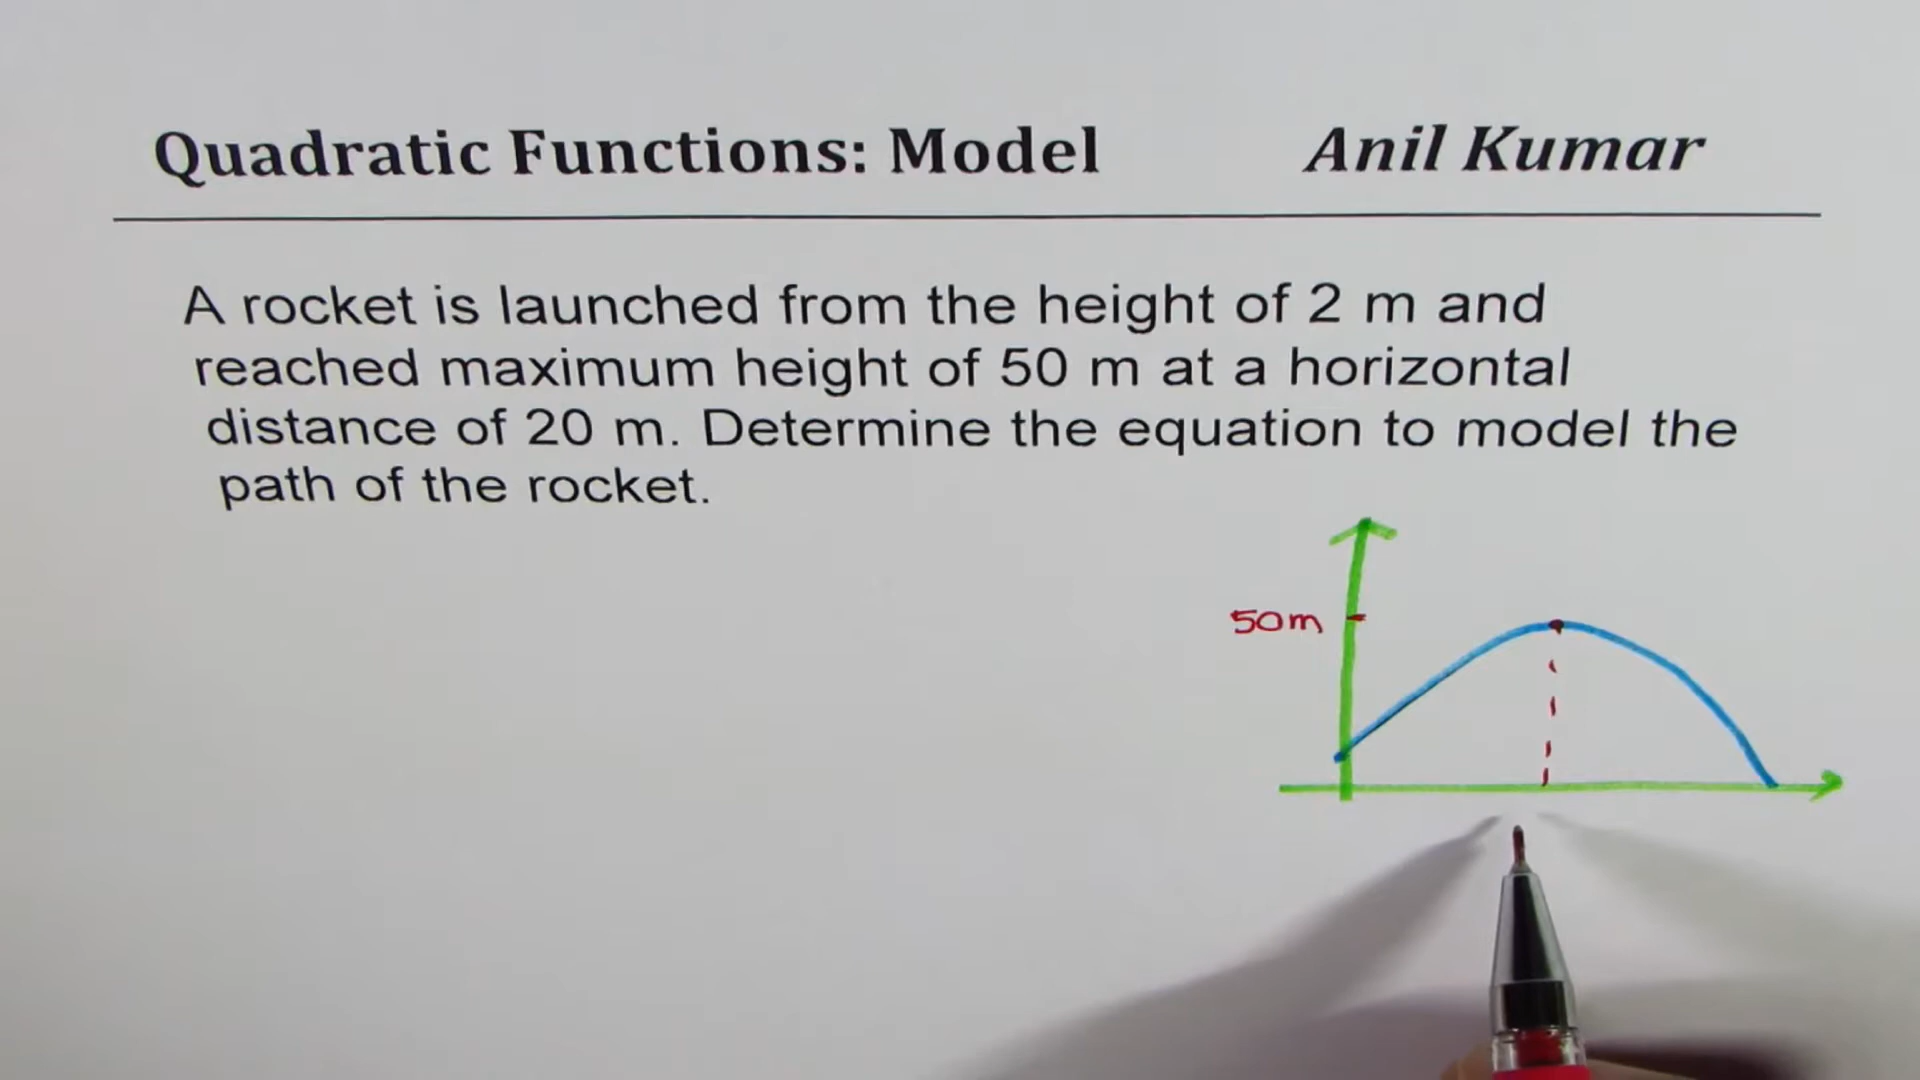 Quadratic Functions: Model Anil Kumar
A rocket is launched from the height of 2 m and
reached maximum height of 50 m at a horizontal
distance of 20 m. Determine the equation to model the
path of the rocket.
50m